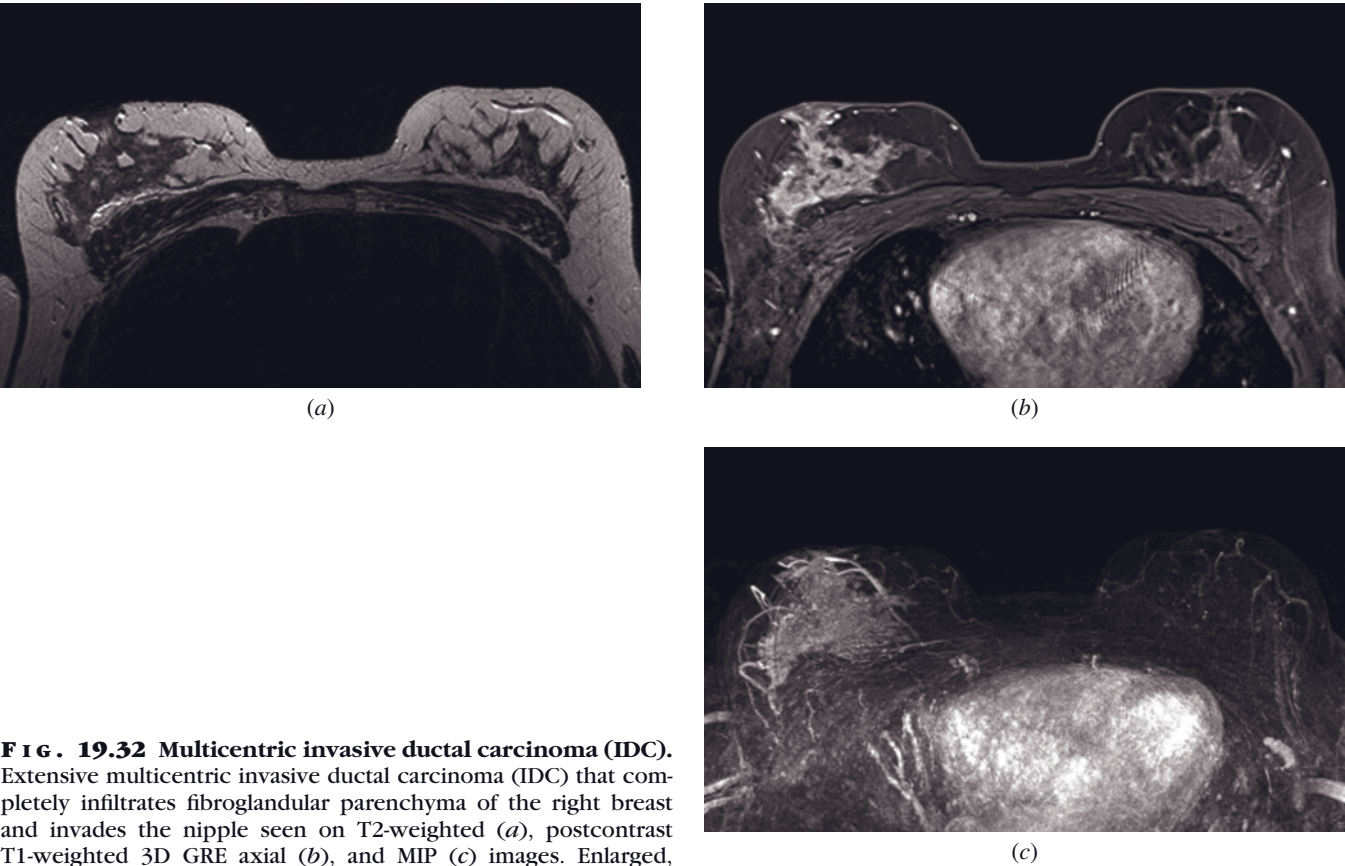 (a)
(b)
(c)
FIG. 19.32 Multicentric invasive ductal carcinoma (IDC).
Extensive multicentric invasive ductal carcinoma (IDC) that com-
pletely infiltrates fibroglandular parenchyma of the right breast
and invades the nipple seen on T2-weighted (a), postcontrast
T1-weighted 3D GRE axial (b), and MIP (c) images. Enlarged,